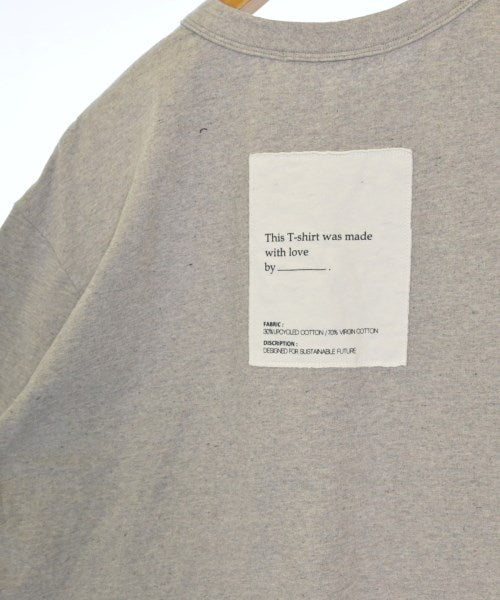 This T-shirt was made
with love
by ________ .
FABRIC :
30% UPCYCLED COTTON / 70% VIRGIN COTTON
DISCRIPTION :
DESIGNED FOR SUSTAINABLE FUTURE